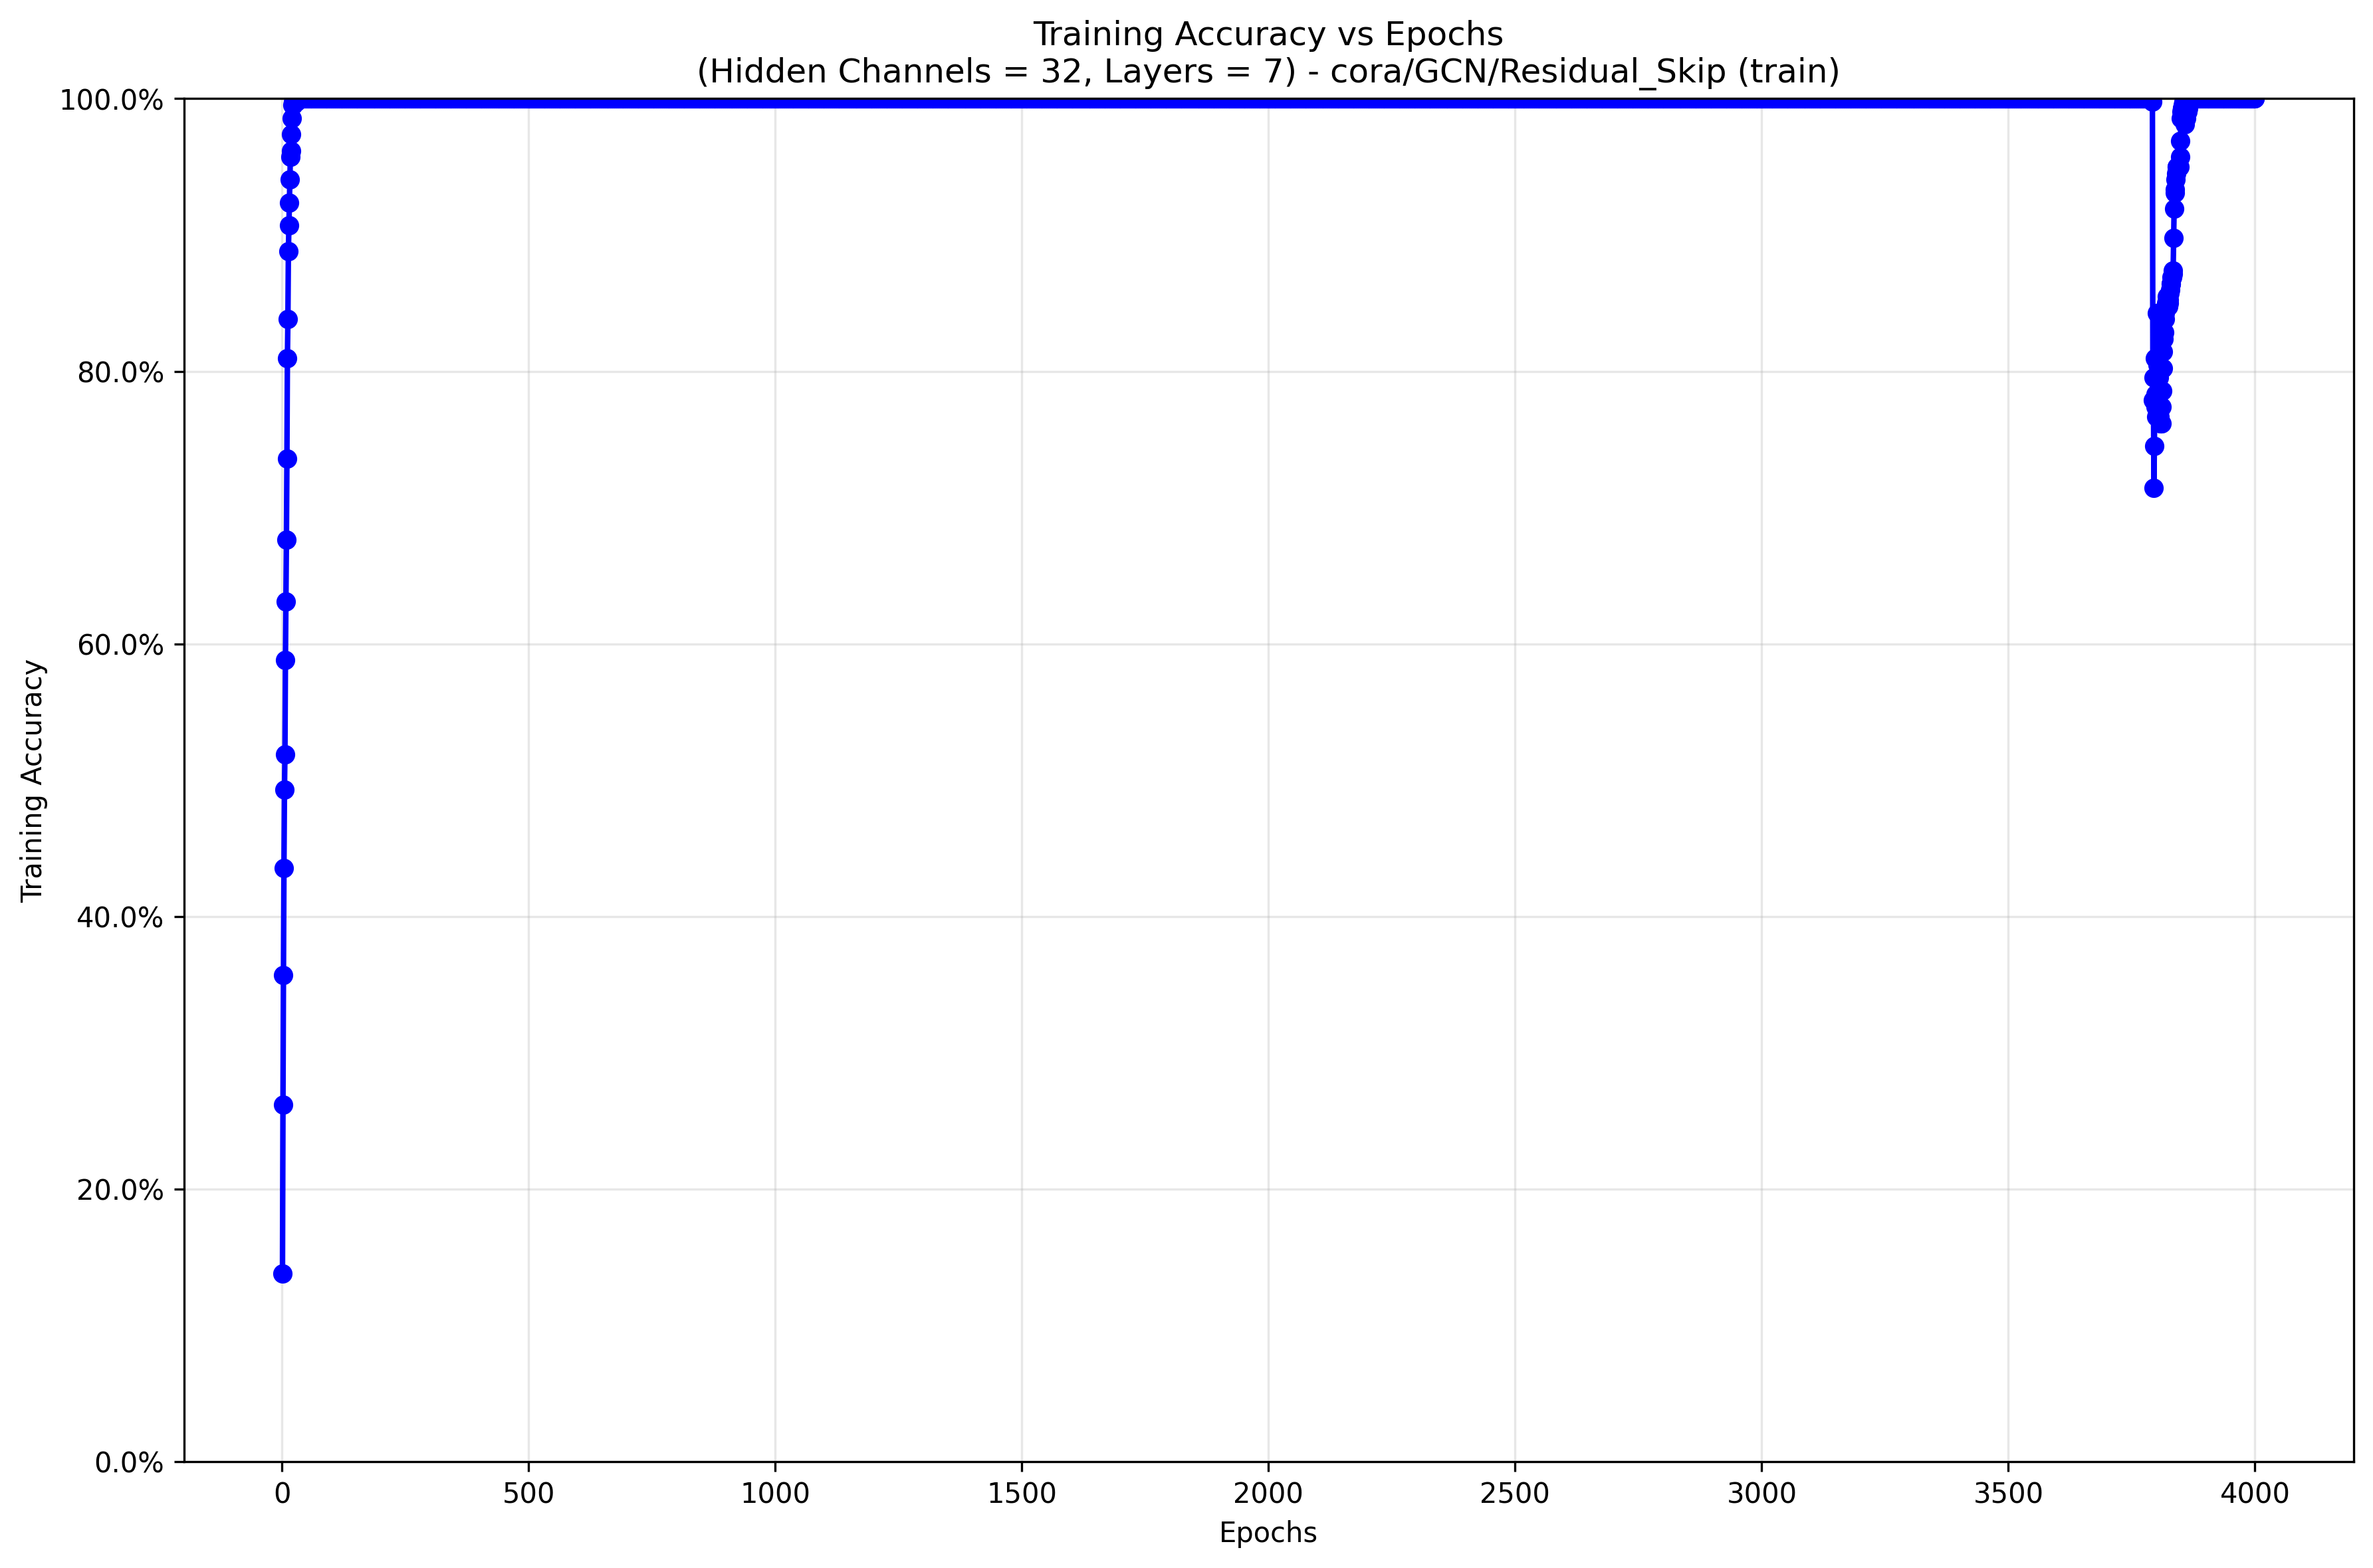 Training Accuracy vs Epochs
(Hidden Channels = 32, Layers = 7) - cora/GCN/Residual_Skip (train)
Training Accuracy
100.0%
80.0%
60.0%
40.0%
20.0%
0.0%
0 500 1000 1500 2000 2500 3000 3500 4000
Epochs